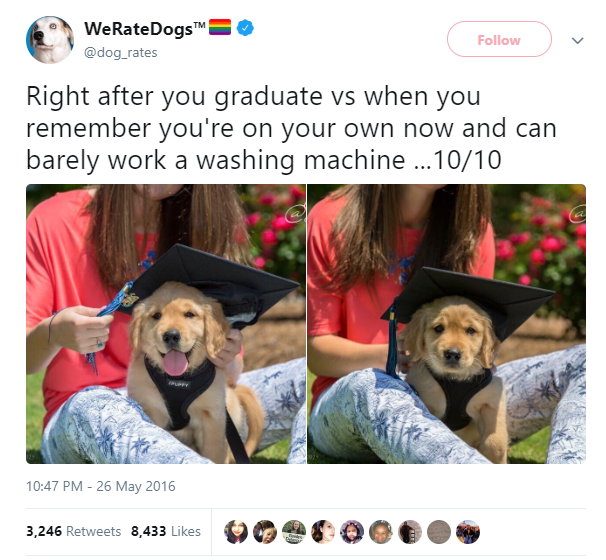 WeRateDogs™🏳️‍🌈
@dog_rates
Follow
Right after you graduate vs when you
remember you're on your own now and can
barely work a washing machine ...10/10
PUPPY
10:47 PM - 26 May 2016
3,246 Retweets 8,433 Likes